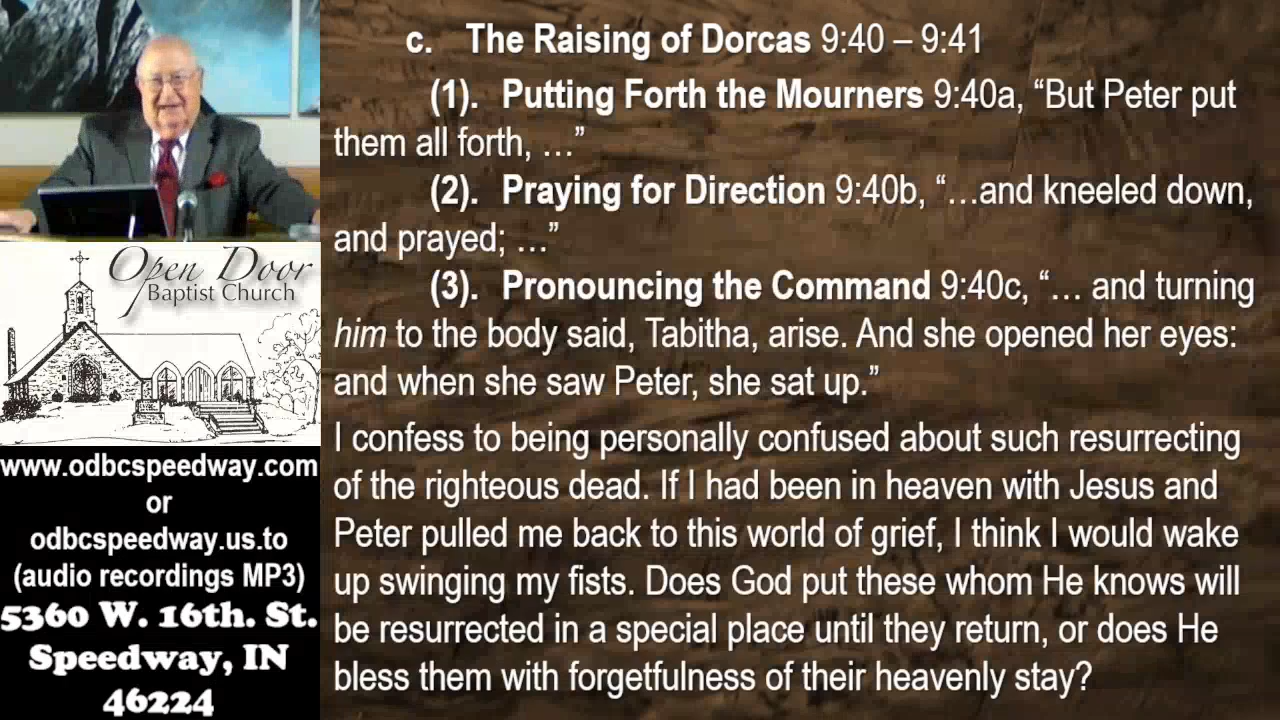 c. The Raising of Dorcas 9:40 – 9:41
(1). Putting Forth the Mourners 9:40a, “But Peter put
them all forth, …”
(2). Praying for Direction 9:40b, “…and kneeled down,
and prayed; …”
(3). Pronouncing the Command 9:40c, “… and turning
him to the body said, Tabitha, arise. And she opened her eyes:
and when she saw Peter, she sat up.”
I confess to being personally confused about such resurrecting
of the righteous dead. If I had been in heaven with Jesus and
Peter pulled me back to this world of grief, I think I would wake
up swinging my fists. Does God put these whom He knows will
be resurrected in a special place until they return, or does He
bless them with forgetfulness of their heavenly stay?
Open Door
Baptist Church
www.odbcspeedway.com
or
odbcspeedway.us.to
(audio recordings MP3)
5360 W. 16th. St.
Speedway, IN
46224